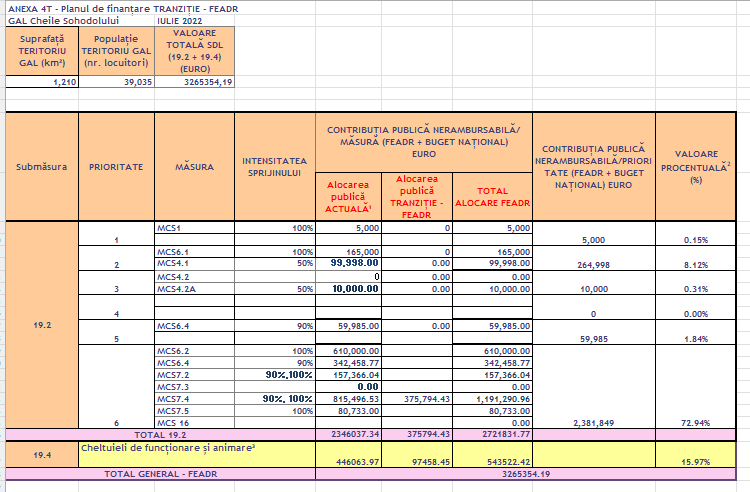 ANEXA 4T - Planul de finanțare TRANZIȚIE - FEADR
GAL Cheile Sohodolului IULIE 2022
Suprafață TERITORIU GAL (km²) Populație TERITORIU GAL (nr. locuitori) VALOARE TOTALĂ SDL (19.2 + 19.4) (EURO)
1,210 39,035 3265354,19
Submăsura PRIORITATE MĂSURA INTENSITATEA SPRIJINULUI CONTRIBUȚIA PUBLICĂ NERAMBURSABILĂ/ MĂSURĂ (FEADR + BUGET NAȚIONAL) EURO CONTRIBUȚIA PUBLICĂ NERAMBURSABILĂ/PRIORI TATE (FEADR + BUGET NAȚIONAL) EURO VALOARE PROCENTUALĂ² (%)
Alocarea publică ACTUALĂ¹ Alocarea publică TRANZIȚIE - FEADR TOTAL ALOCARE FEADR
MCS1 100% 5,000 0 5,000
1 5,000 0.15%
MCS6.1 100% 165,000 0 165,000
2 MCS4.1 50% 99,998.00 0.00 99,998.00 264,998 8.12%
MCS4.2 0 0.00 0.00
3 MCS4.2A 50% 10,000.00 0.00 10,000.00 10,000 0.31%
4 0 0.00%
19.2 MCS6.4 90% 59,985.00 0.00 59,985.00
5 59,985 1.84%
MCS6.2 100% 610,000.00 610,000.00
MCS6.4 90% 342,458.77 342,458.77
MCS7.2 90%,100% 157,366.04 157,366.04
MCS7.3 0.00 0.00
MCS7.4 90%, 100% 815,496.53 375,794.43 1,191,290.96
MCS7.5 100% 80,733.00 80,733.00
6 MCS 16 0.00 2,381,849 72.94%
TOTAL 19.2 2346037.34 375794.43 2721831.77
19.4 Cheltuieli de funcționare și animare³ 446063.97 97458.45 543522.42 15.97%
TOTAL GENERAL - FEADR 3265354.19